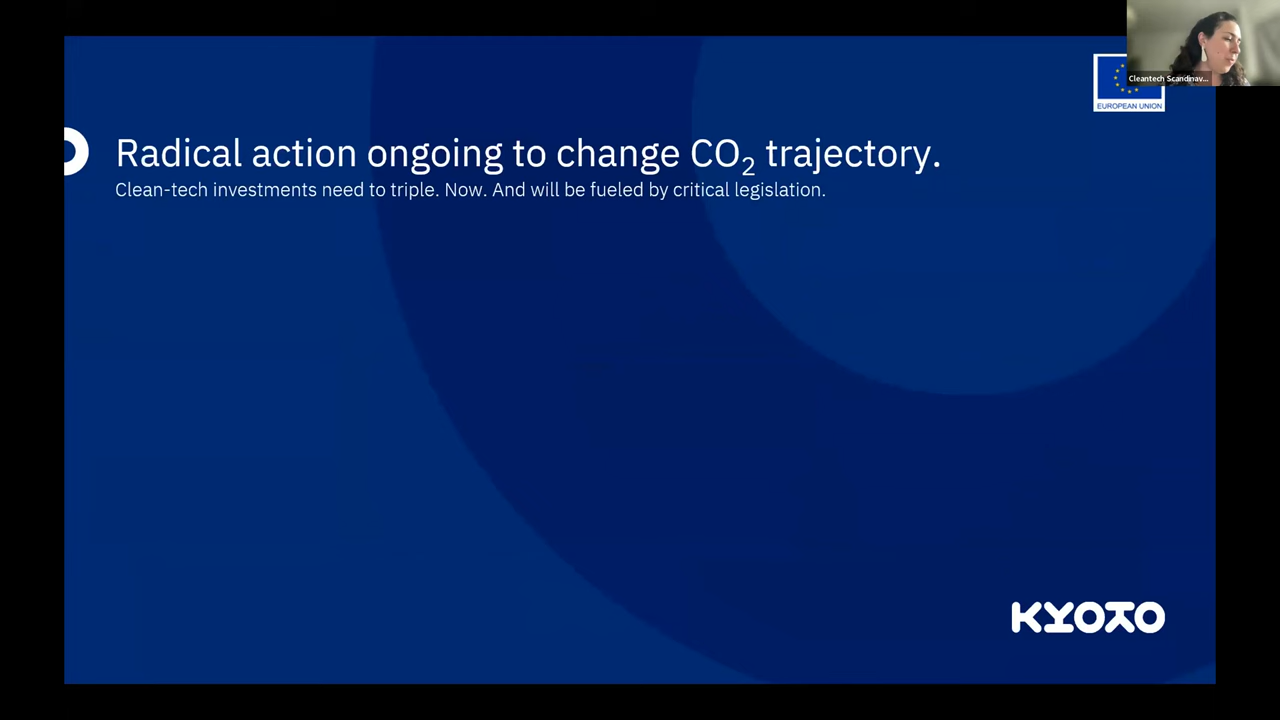 Cleantech Scandinav...
EUROPEAN UNION
Radical action ongoing to change CO2 trajectory.
Clean-tech investments need to triple. Now. And will be fueled by critical legislation.
KYOTO